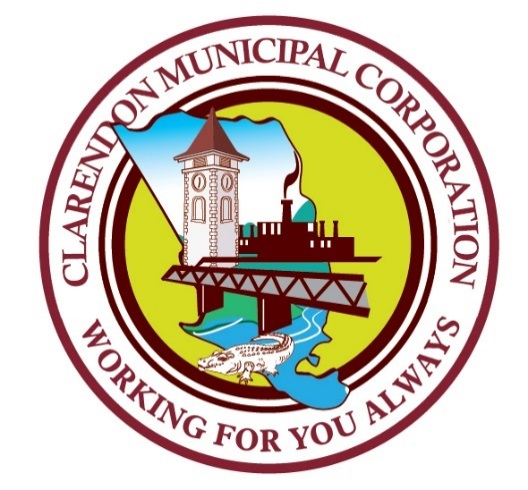 CLARENDON MUNICIPAL CORPORATION
WORKING FOR YOU ALWAYS